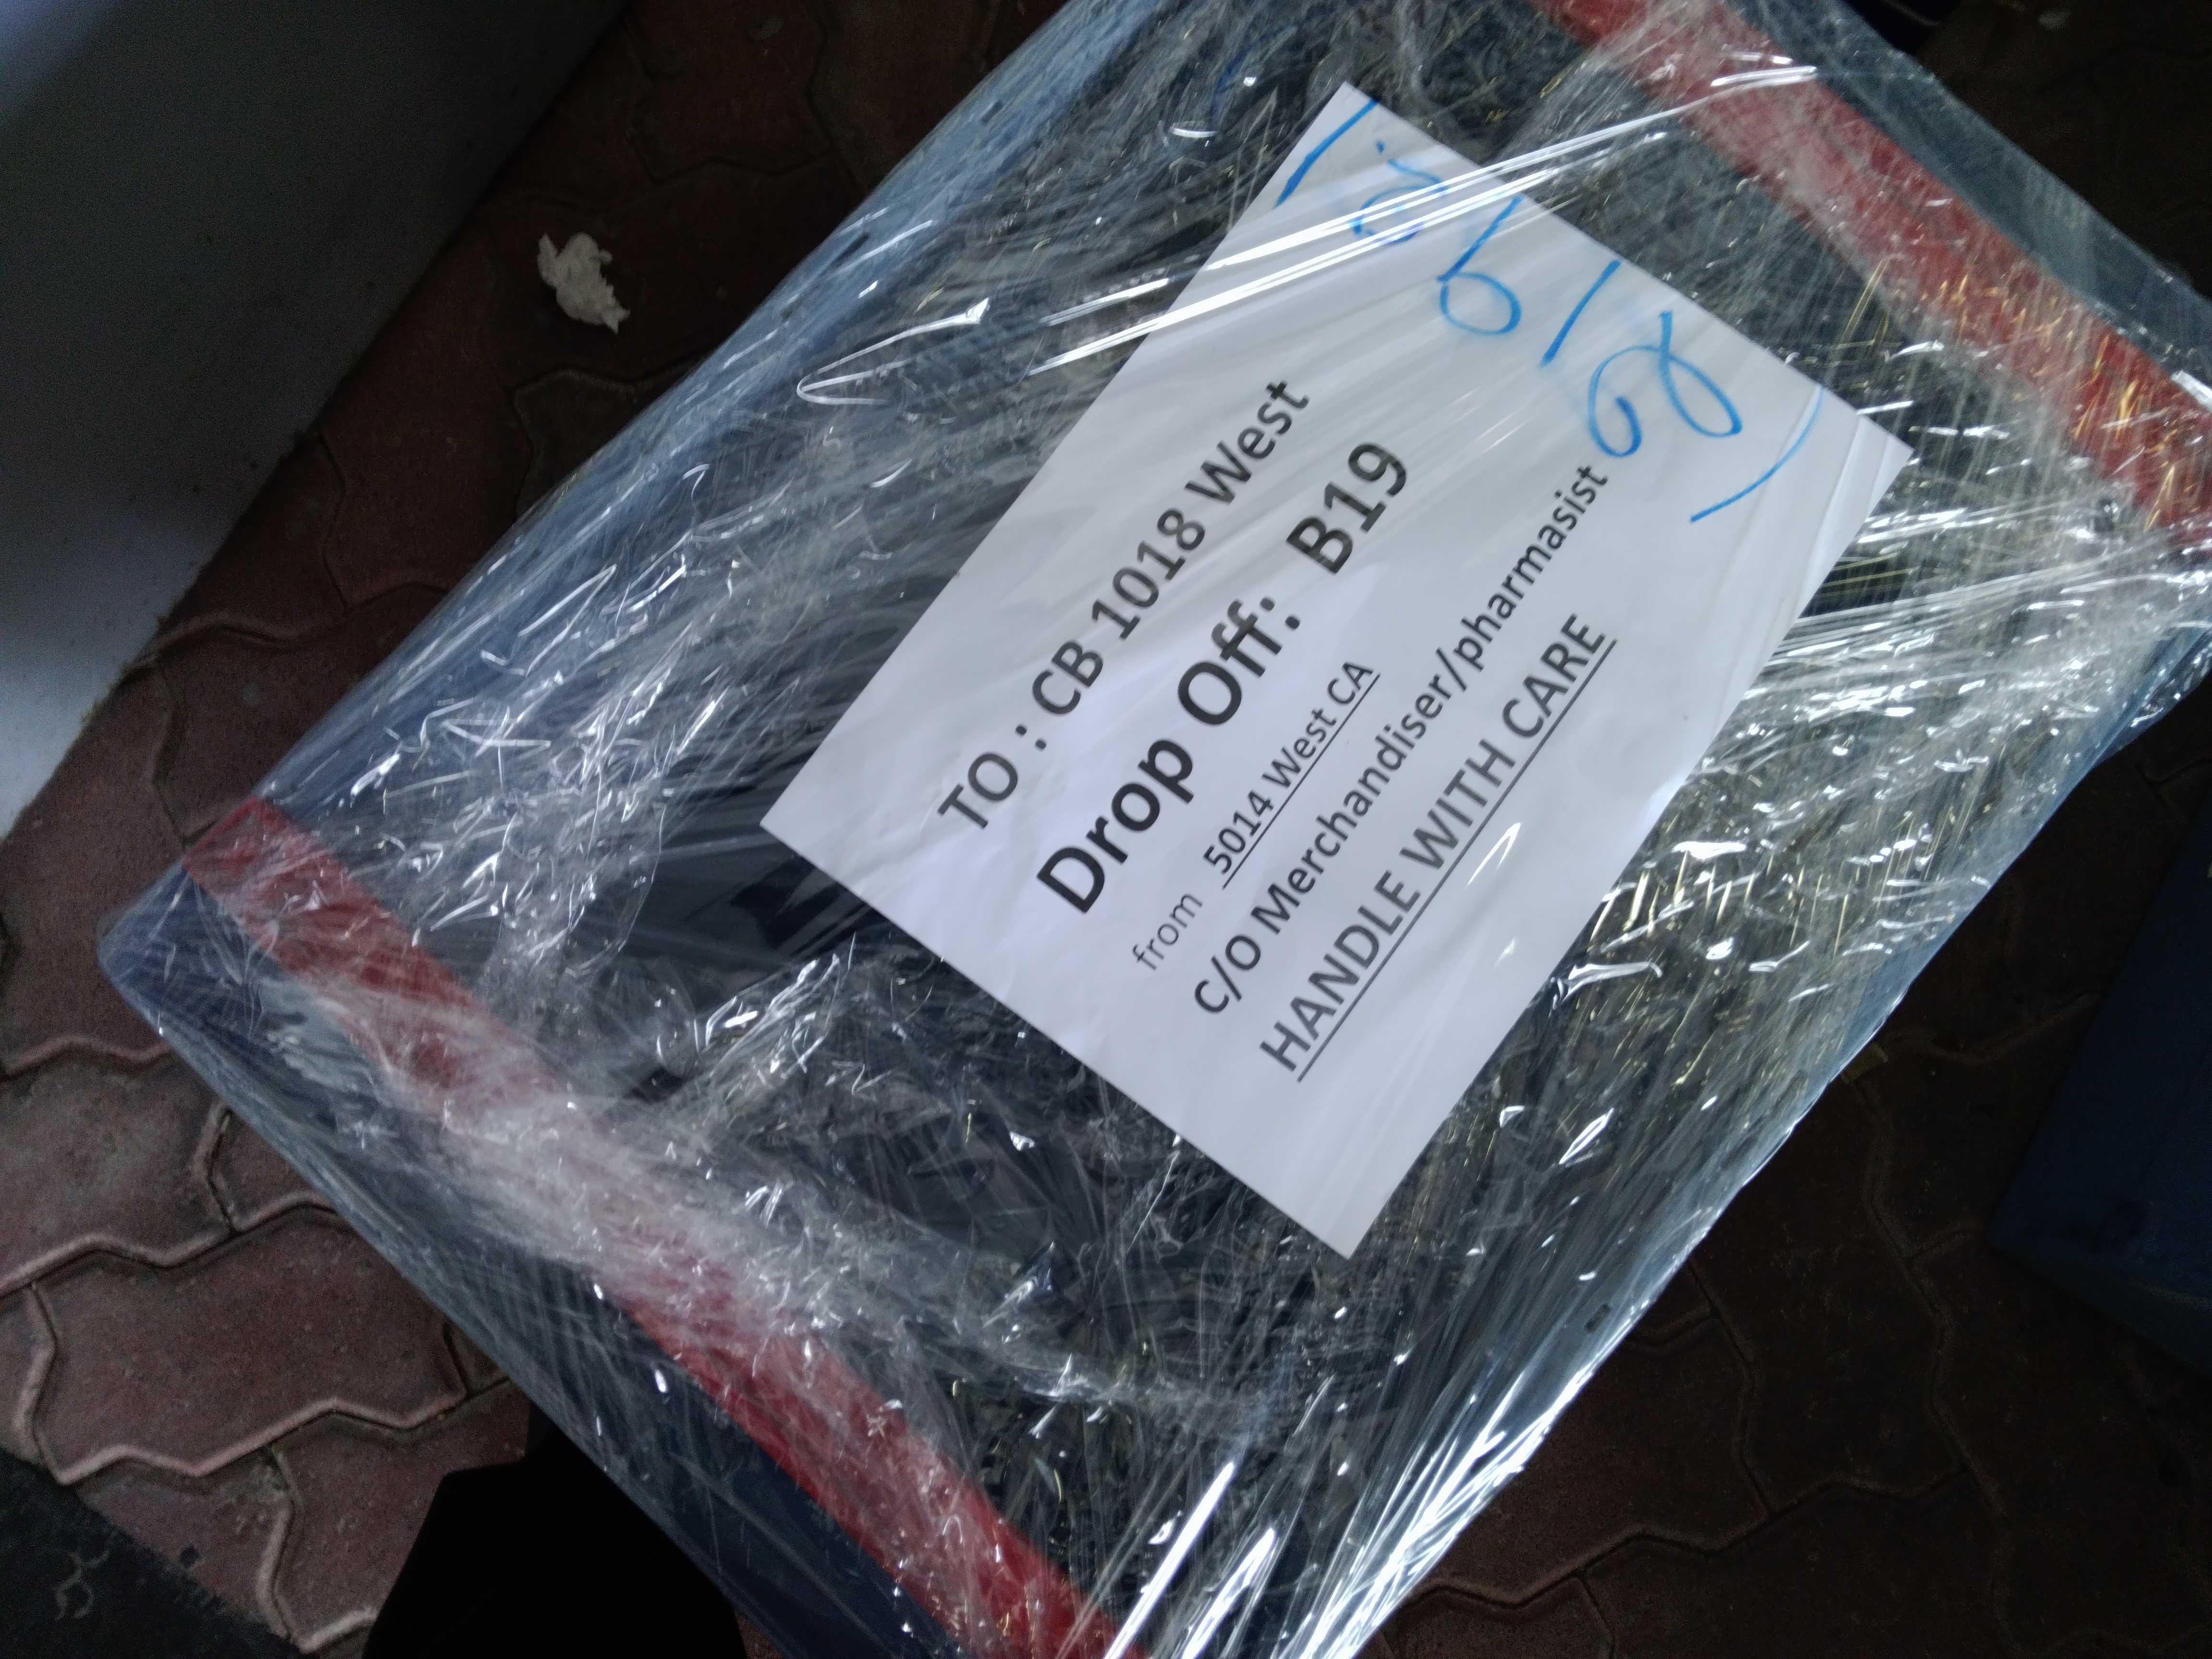 TO : CB 1018 West
Drop Off: B19
from 5014 West CA
C/O Merchandiser/pharmasist
HANDLE WITH CARE